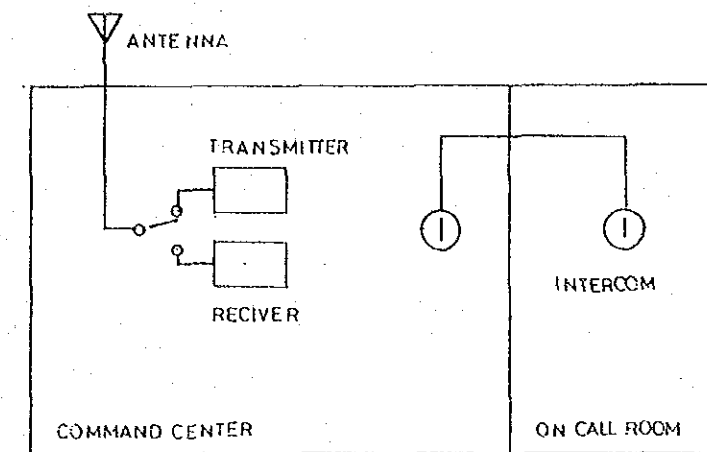 ANTENNA
TRANSMITTER
I I
INTERCOM
RECIVER
COMMAND CENTER
ON CALL ROOM